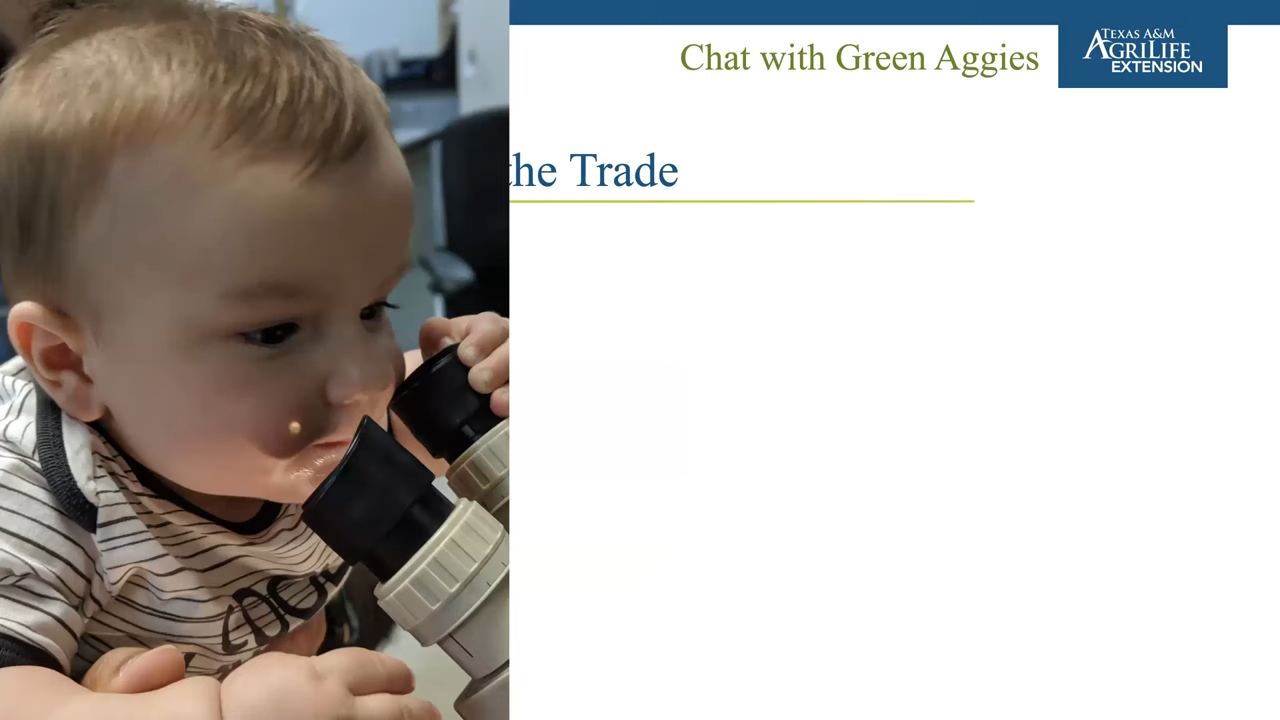 Chat with Green Aggies
TEXAS A&M
AGRILIFE
EXTENSION
the Trade